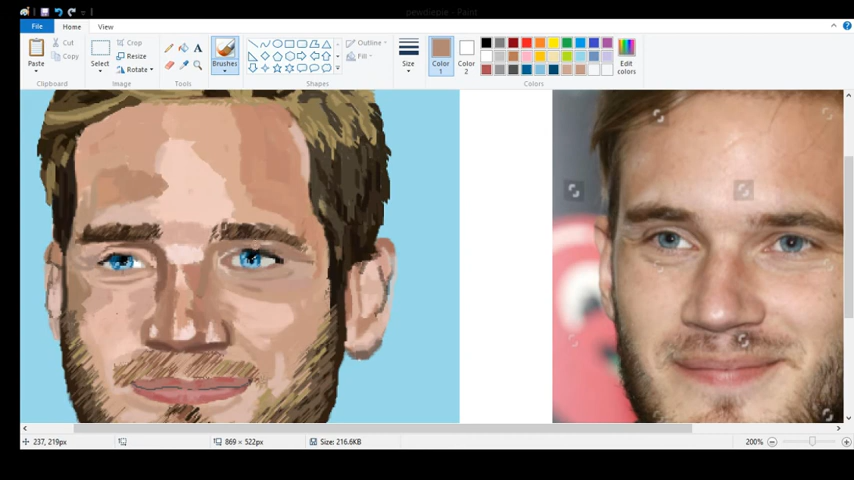 pewdiepie - Paint
File Home View
Cut Crop Outline
Copy Resize Fill
Paste Select Rotate Brushes Size Color Color Edit
1 2 colors
Clipboard Image Tools Shapes Colors
A
237, 219px 869 × 522px Size: 216.6KB 200%